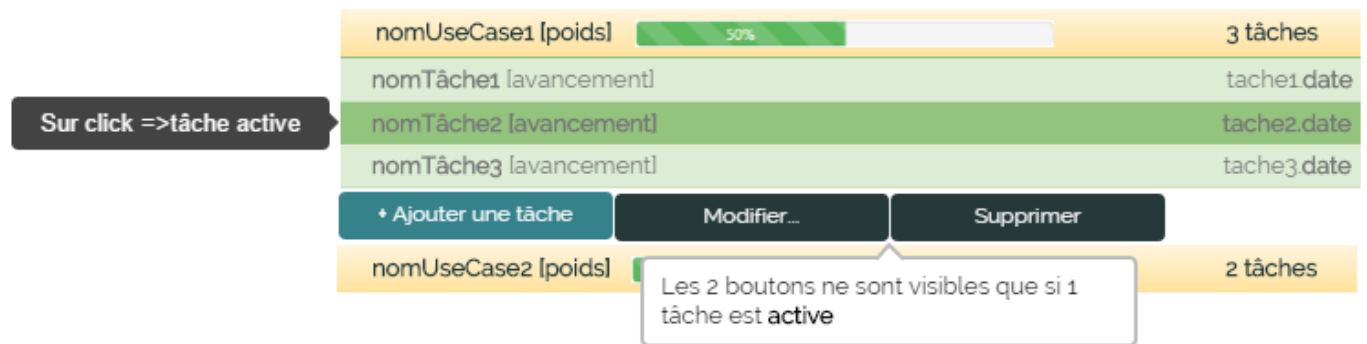 nomUseCase1 [poids] 50% 3 tâches
nomTâche1 [avancement] tache1.date
Sur click =>tâche active
nomTâche2 [avancement] tache2.date
nomTâche3 [avancement] tache3.date
+ Ajouter une tâche Modifier... Supprimer
nomUseCase2 [poids] 2 tâches
Les 2 boutons ne sont visibles que si 1
tâche est active